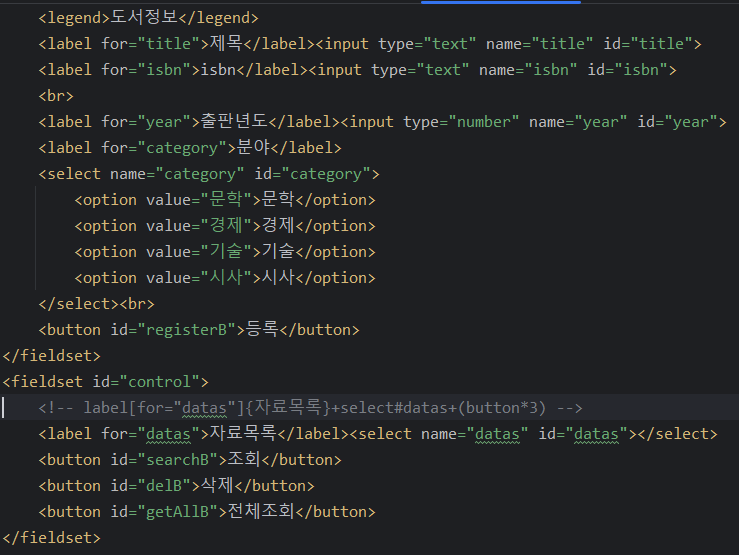 <legend>도서정보</legend>
<label for="title">제목</label><input type="text" name="title" id="title">
<label for="isbn">isbn</label><input type="text" name="isbn" id="isbn">
<br>
<label for="year">출판년도</label><input type="number" name="year" id="year">
<label for="category">분야</label>
<select name="category" id="category">
<option value="문학">문학</option>
<option value="경제">경제</option>
<option value="기술">기술</option>
<option value="시사">시사</option>
</select><br>
<button id="registerB">등록</button>
</fieldset>
<fieldset id="control">
<!-- label[for="datas"]{자료목록}+select#datas+(button*3) -->
<label for="datas">자료목록</label><select name="datas" id="datas"></select>
<button id="searchB">조회</button>
<button id="delB">삭제</button>
<button id="getAllB">전체조회</button>
</fieldset>